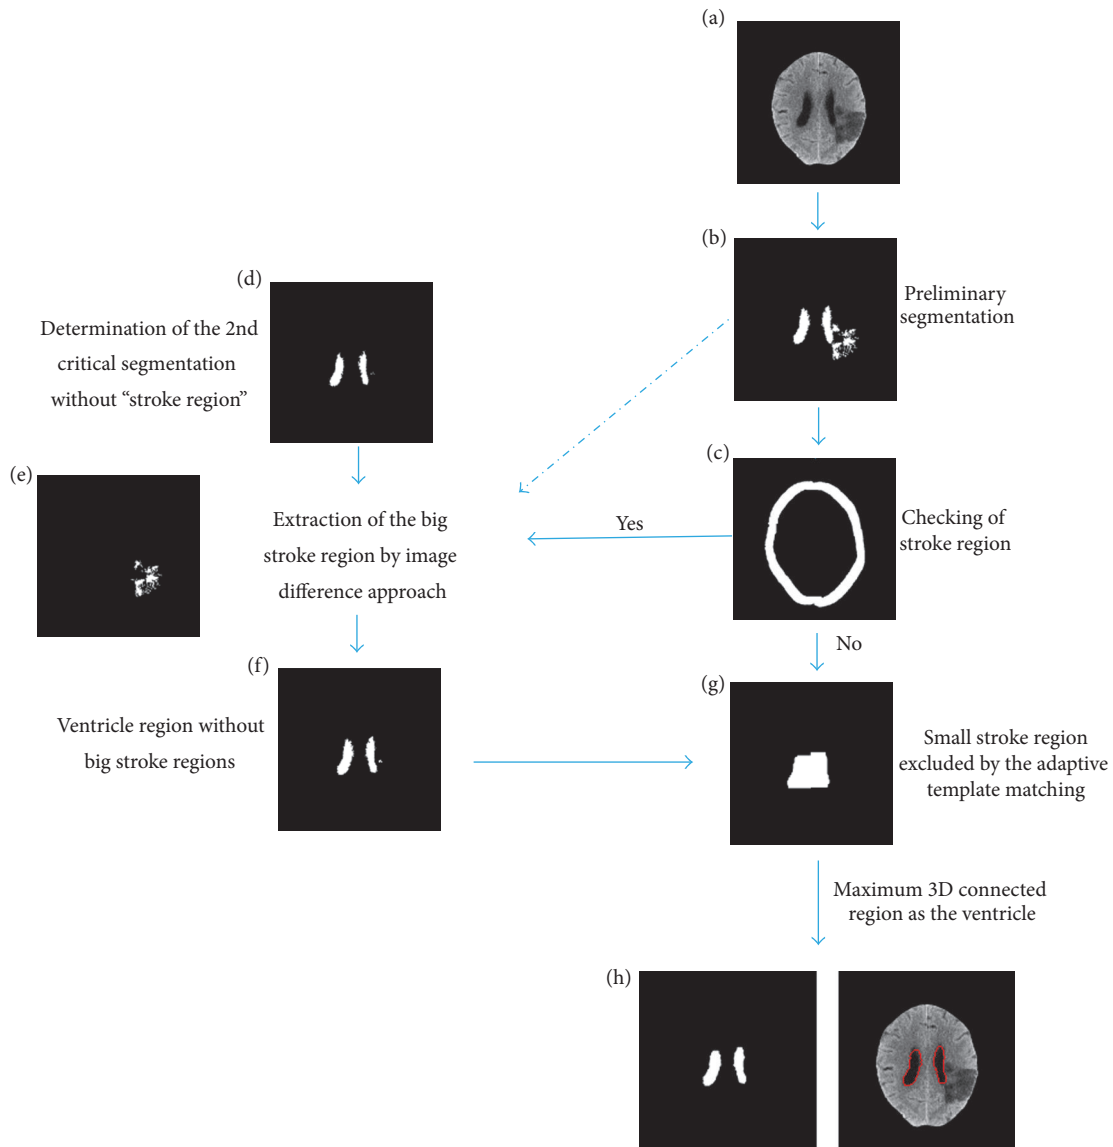 (a)
(b)
Preliminary
segmentation
(d)
Determination of the 2nd
critical segmentation
without “stroke region”
(c)
Checking of
stroke region
Yes
No
(e)
Extraction of the big
stroke region by image
difference approach
(f)
Ventricle region without
big stroke regions
(g)
Small stroke region
excluded by the adaptive
template matching
Maximum 3D connected
region as the ventricle
(h)